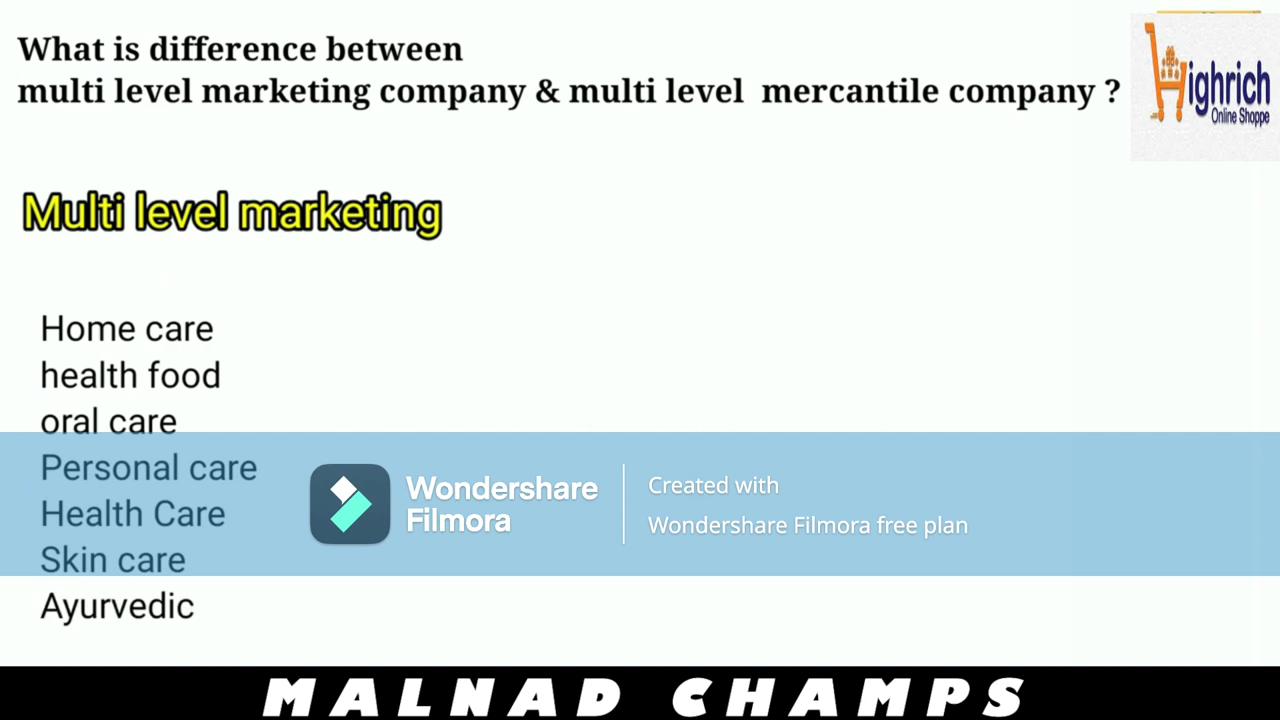 What is difference between
multi level marketing company & multi level mercantile company ?
Highrich
Online Shoppe
Multi level marketing
Home care
health food
oral care
Personal care
Health Care
Skin care
Ayurvedic
Wondershare
Filmora
Created with
Wondershare Filmora free plan
MALNAD CHAMPS